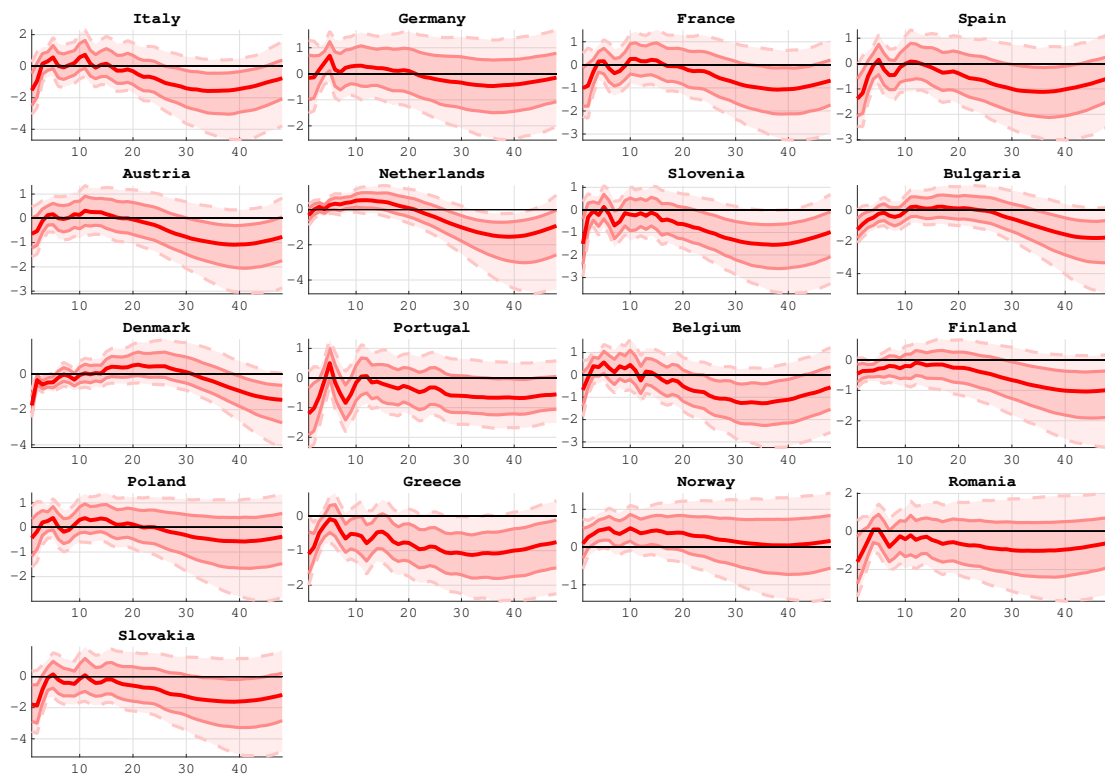 Italy Germany France Spain
2 1 1 1
0 0 0 0
-2 -1 -1 -1
-4 -2 -2 -2
-3 -3
10 20 30 40 10 20 30 40 10 20 30 40 10 20 30 40
Austria Netherlands Slovenia Bulgaria
1 0 1 0
0 -2 0 -2
-1 -4 -1 -4
-2 -2
-3 -3
10 20 30 40 10 20 30 40 10 20 30 40 10 20 30 40
Denmark Portugal Belgium Finland
0 1 1 0
-2 0 0 -1
-4 -1 -1 -2
-2 -2
-3
10 20 30 40 10 20 30 40 10 20 30 40 10 20 30 40
Poland Greece Norway Romania
1 0 1 2
0 -1 0 0
-1 -2 -1 -2
-2
10 20 30 40 10 20 30 40 10 20 30 40 10 20 30 40
Slovakia
0
-2
-4
10 20 30 40